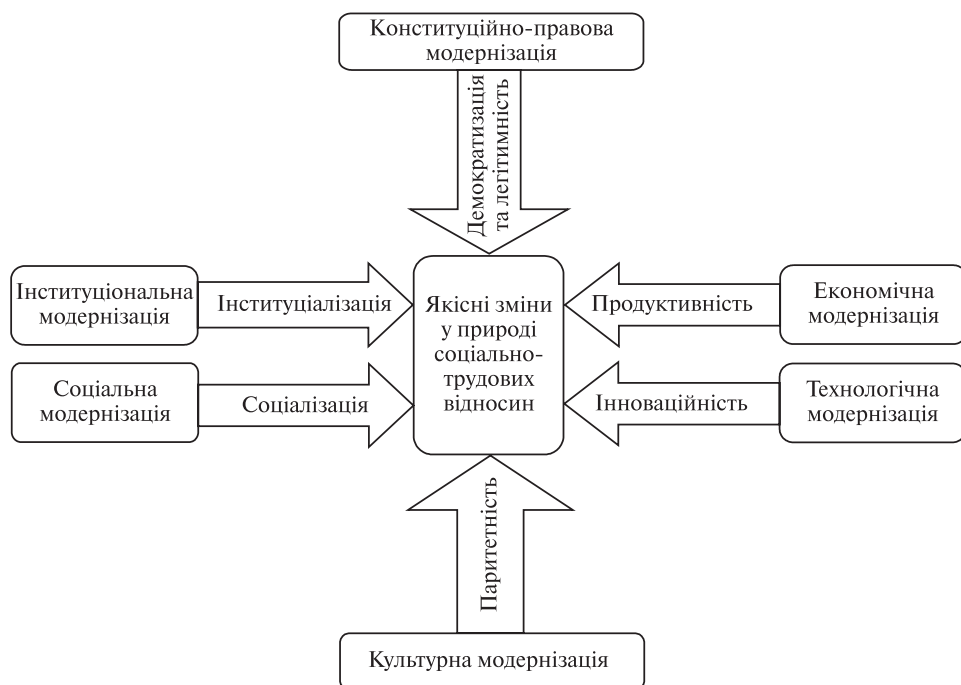 Конституційно-правова
модернізація
Демократизація
та легітимність
Інституціональна
модернізація
Інституціалізація
Якісні зміни
у природі
соціально-
трудових
відносин
Продуктивність
Економічна
модернізація
Соціальна
модернізація
Соціалізація
Інноваційність
Технологічна
модернізація
Паритетність
Культурна модернізація